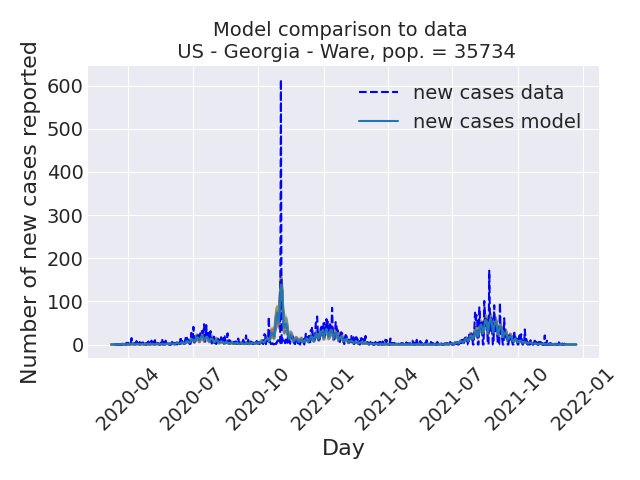 Model comparison to data
US - Georgia - Ware, pop. = 35734
Number of new cases reported
600
500
400
300
200
100
0
new cases data
new cases model
2020-04
2020-07
2020-10
2021-01
2021-04
2021-07
2021-10
2022-01
Day